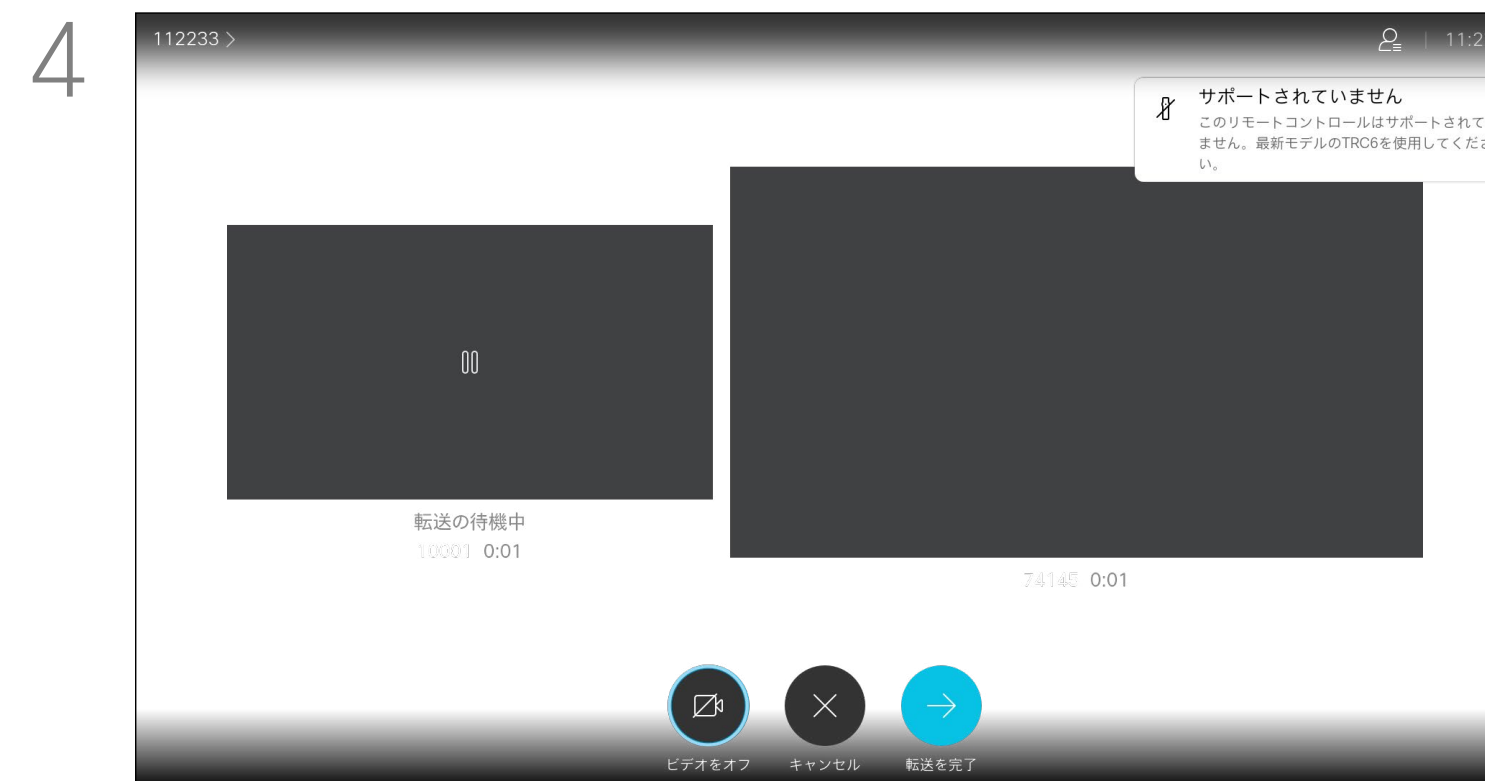 4
112233 >
11:2
サポートされていません
このリモートコントロールはサポートされて
ません。最新モデルのTRC6を使用してくださ
い。
転送の待機中
10001 0:01
74145 0:01
ビデオをオフ キャンセル 転送を完了